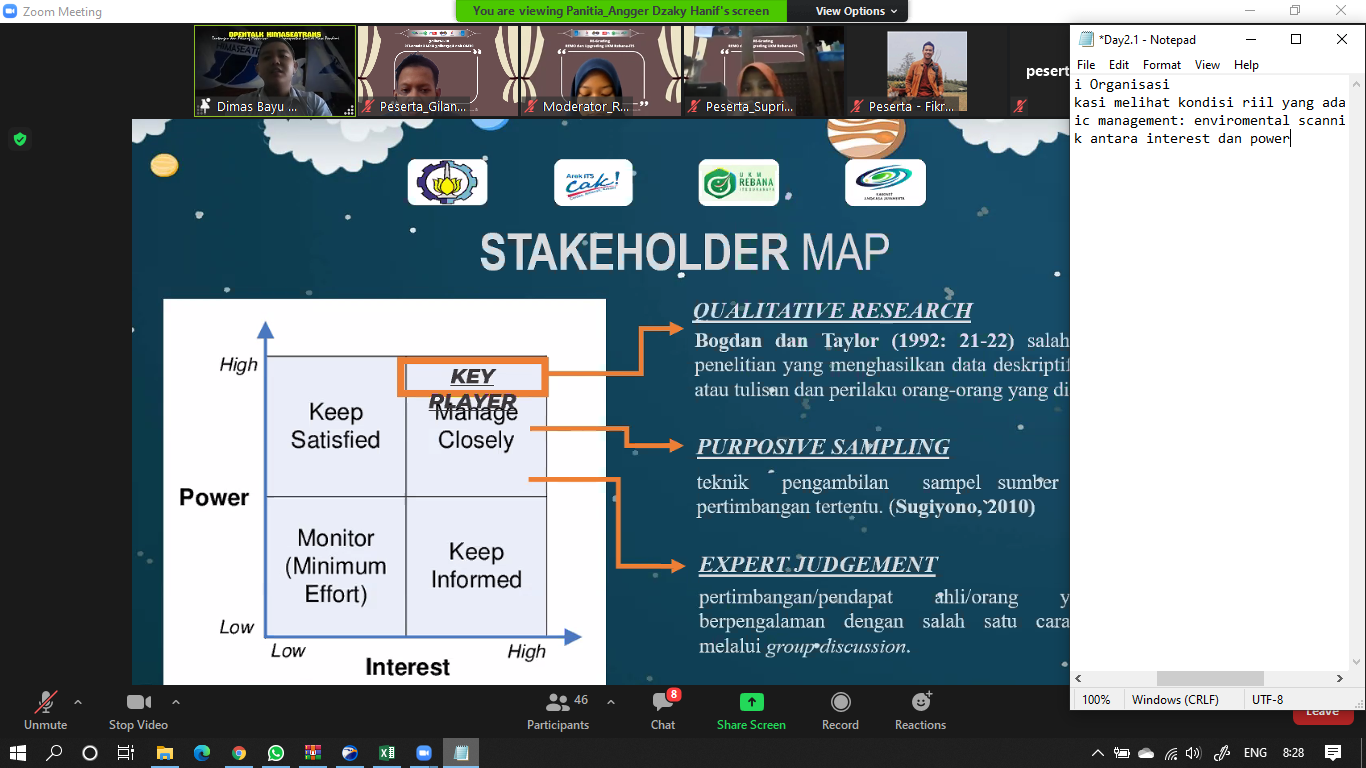 Zoom Meeting
You are viewing Panitia_Angger Dzaky Hanif's screen
View Options
OPENTALK HIMASEATRANS
Dimas Bayu ...
Peserta_Gilan...
Moderator_R...
Peserta_Supri...
Peserta - Fikr...
pesert
*Day2.1 - Notepad
File Edit Format View Help
i Organisasi
kasi melihat kondisi riil yang ada
ic management: enviromental scanni
k antara interest dan power
100%
Windows (CRLF)
UTF-8
Arek ITS
cak!
UKM
REBANA
STAKEHOLDER MAP
High
KEY
PLAYER
Keep
Satisfied
Manage
Closely
Power
Monitor
(Minimum
Effort)
Keep
Informed
Low
Low
High
Interest
QUALITATIVE RESEARCH
Bogdan dan Taylor (1992: 21-22) salah
penelitian yang menghasilkan data deskriptif
atau tulisan dan perilaku orang-orang yang di
PURPOSIVE SAMPLING
teknik pengambilan sampel sumber
pertimbangan tertentu. (Sugiyono, 2010)
EXPERT JUDGEMENT
pertimbangan/pendapat ahli/orang y
berpengalaman dengan salah satu cara
melalui group discussion.
Unmute
Stop Video
46
Participants
8
Chat
Share Screen
Record
Reactions
Leave
ENG
8:28